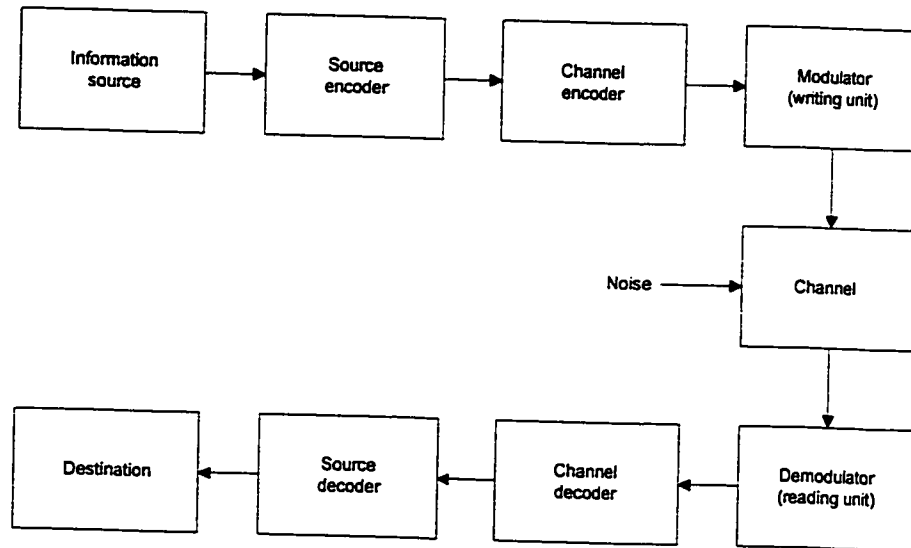 Information
source
Source
encoder
Channel
encoder
Modulator
(writing unit)
Noise
Channel
Destination
Source
decoder
Channel
decoder
Demodulator
(reading unit)